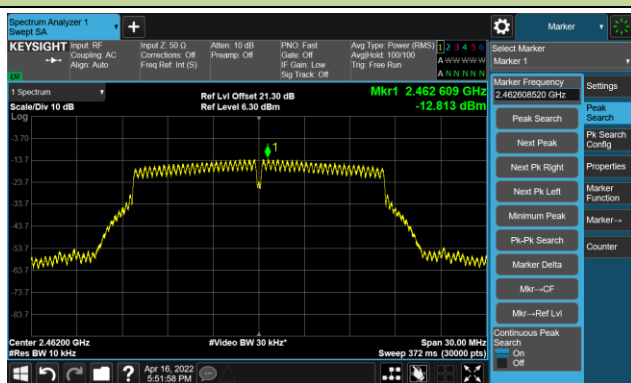 Spectrum Analyzer 1
Swept SA
Marker
KEYSIGHT
Input: RF
Coupling: AC
Align: Auto
Input Z: 50 Ω
Corrections: Off
Freq Ref: Int (S)
Atten: 10 dB
Preamp: Off
PNO: Fast
Gate: Off
IF Gain: Low
Sig Track: Off
Avg Type: Power (RMS)
Avg|Hold: 100/100
Trig: Free Run
1 2 3 4 5 6
A W W W W W
A N N N N N
LVI
Select Marker
Marker 1
1 Spectrum
Scale/Div 10 dB
Log
Ref Lvl Offset 21.30 dB
Ref Level 6.30 dBm
Mkr1 2.462 609 GHz
-12.813 dBm
1
-3.70
-13.7
-23.7
-33.7
-43.7
-53.7
-63.7
-73.7
-83.7
Center 2.46200 GHz
#Res BW 10 kHz
#Video BW 30 kHz*
Span 30.00 MHz
Sweep 372 ms (30000 pts)
Marker Frequency
2.462608520 GHz
Peak Search
Next Peak
Next Pk Right
Next Pk Left
Minimum Peak
Pk-Pk Search
Marker Delta
Mkr→CF
Mkr→Ref Lvl
Continuous Peak
Search
On
Off
Settings
Peak
Search
Pk Search
Config
Properties
Marker
Function
Marker→
Counter
Apr 16, 2022
5:51:58 PM